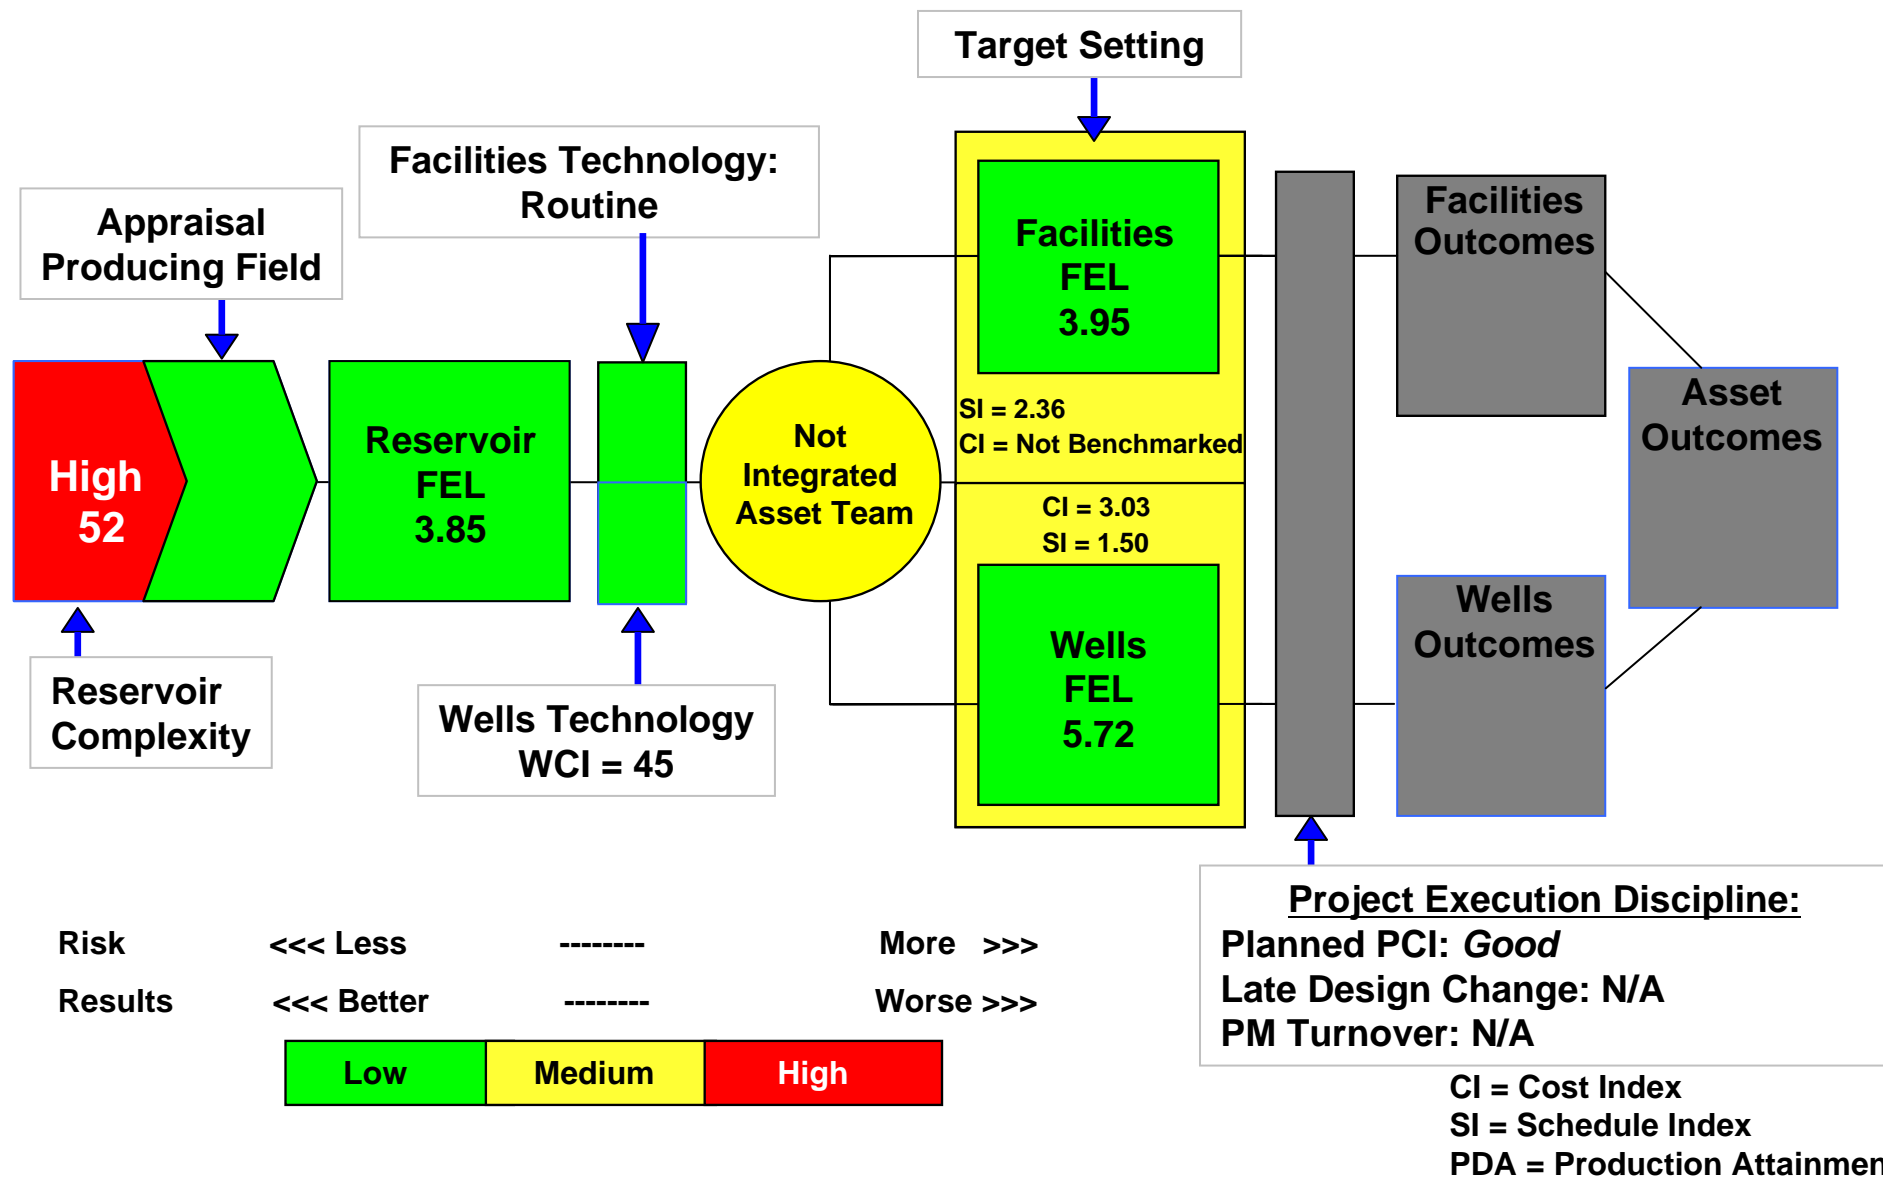 Target Setting
Facilities Technology:
Routine
Appraisal
Producing Field
High
52
Reservoir
FEL
3.85
Not
Integrated
Asset Team
Facilities
FEL
3.95
SI = 2.36
CI = Not Benchmarked
CI = 3.03
SI = 1.50
Wells
FEL
5.72
Facilities
Outcomes
Asset
Outcomes
Wells
Outcomes
Reservoir
Complexity
Wells Technology
WCI = 45
Project Execution Discipline:
Planned PCI: Good
Late Design Change: N/A
PM Turnover: N/A
Risk <<< Less -------- More >>>
Results <<< Better -------- Worse >>>
Low Medium High
CI = Cost Index
SI = Schedule Index
PDA = Production Attainmen